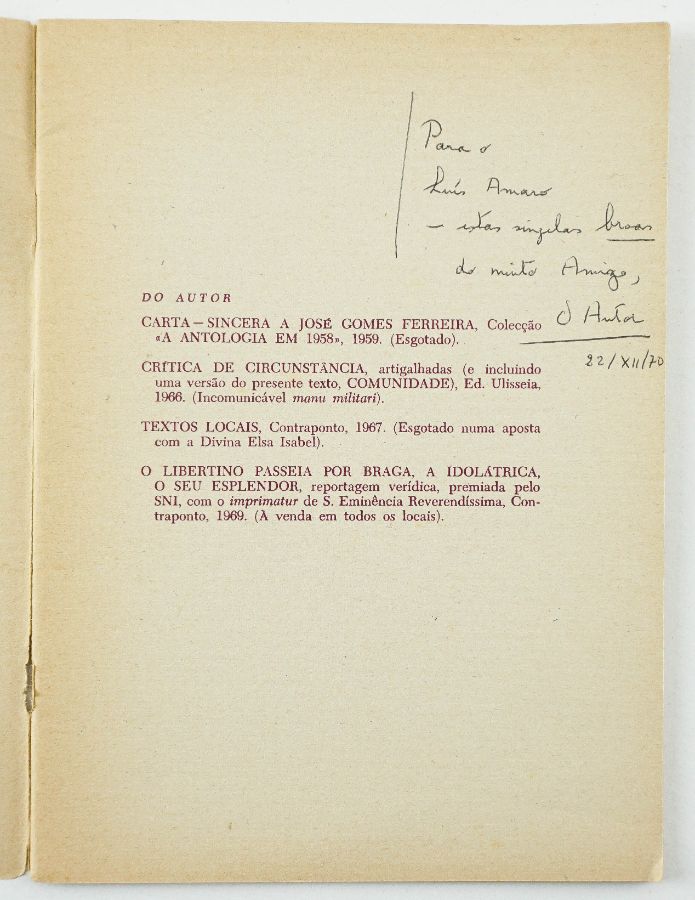 Para o
Luís Amaro
— estas singelas broas
do muito Amigo,
O Autor
22/XII/70
DO AUTOR
CARTA — SINCERA A JOSÉ GOMES FERREIRA, Colecção
«A ANTOLOGIA EM 1958», 1959. (Esgotado).
CRÍTICA DE CIRCUNSTÂNCIA, artigalhadas (e incluindo
uma versão do presente texto, COMUNIDADE), Ed. Ulisseia,
1966. (Incomunicável manu militari).
TEXTOS LOCAIS, Contraponto, 1967. (Esgotado numa aposta
com a Divina Elsa Isabel).
O LIBERTINO PASSEIA POR BRAGA, A IDOLÁTRICA,
O SEU ESPLENDOR, reportagem verídica, premiada pelo
SNI, com o imprimatur de S. Eminência Reverendíssima, Con-
traponto, 1969. (À venda em todos os locais).